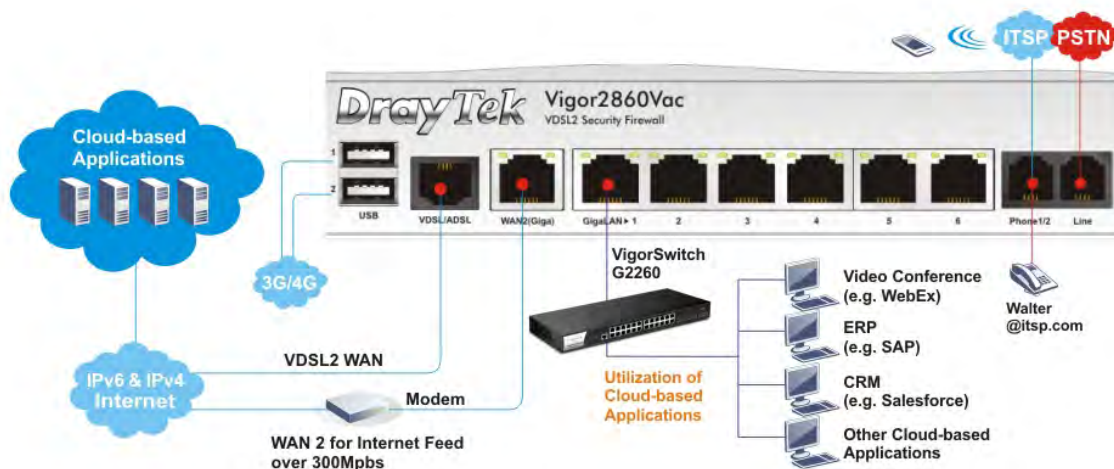 ITSP
PSTN
DrayTek
Vigor2860Vac
VDSL2 Security Firewall
Cloud-based
Applications
1
2
USB
VDSL/ADSL
WAN2(Giga)
GigaLAN▶ 1
2
3
4
5
6
Phone1/2
Line
3G/4G
VigorSwitch
G2260
Video Conference
(e.g. WebEx)
Walter
@itsp.com
ERP
(e.g. SAP)
VDSL2 WAN
IPv6 & IPv4
Internet
Utilization of
Cloud-based
Applications
CRM
(e.g. Salesforce)
Modem
Other Cloud-based
Applications
WAN 2 for Internet Feed
over 300Mpbs